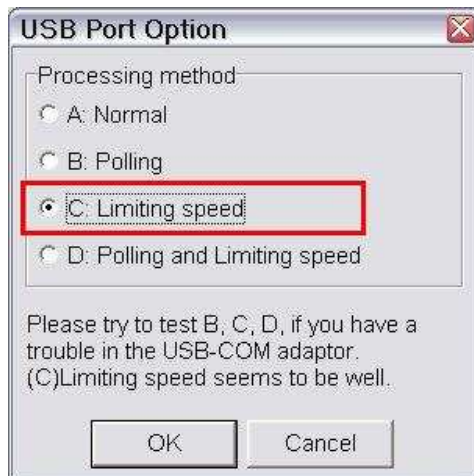 USB Port Option
Processing method
A: Normal
B: Polling
C: Limiting speed
D: Polling and Limiting speed
Please try to test B, C, D, if you have a
trouble in the USB-COM adaptor.
(C)Limiting speed seems to be well.
OK
Cancel